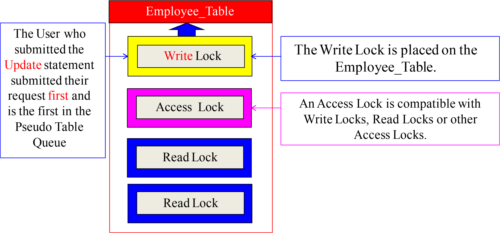 Employee_Table
The User who
submitted the
Update statement
submitted their
request first and
is the first in the
Pseudo Table
Queue
Write Lock
The Write Lock is placed on the
Employee_Table.
Access Lock
An Access Lock is compatible with
Write Locks, Read Locks or other
Access Locks.
Read Lock
Read Lock